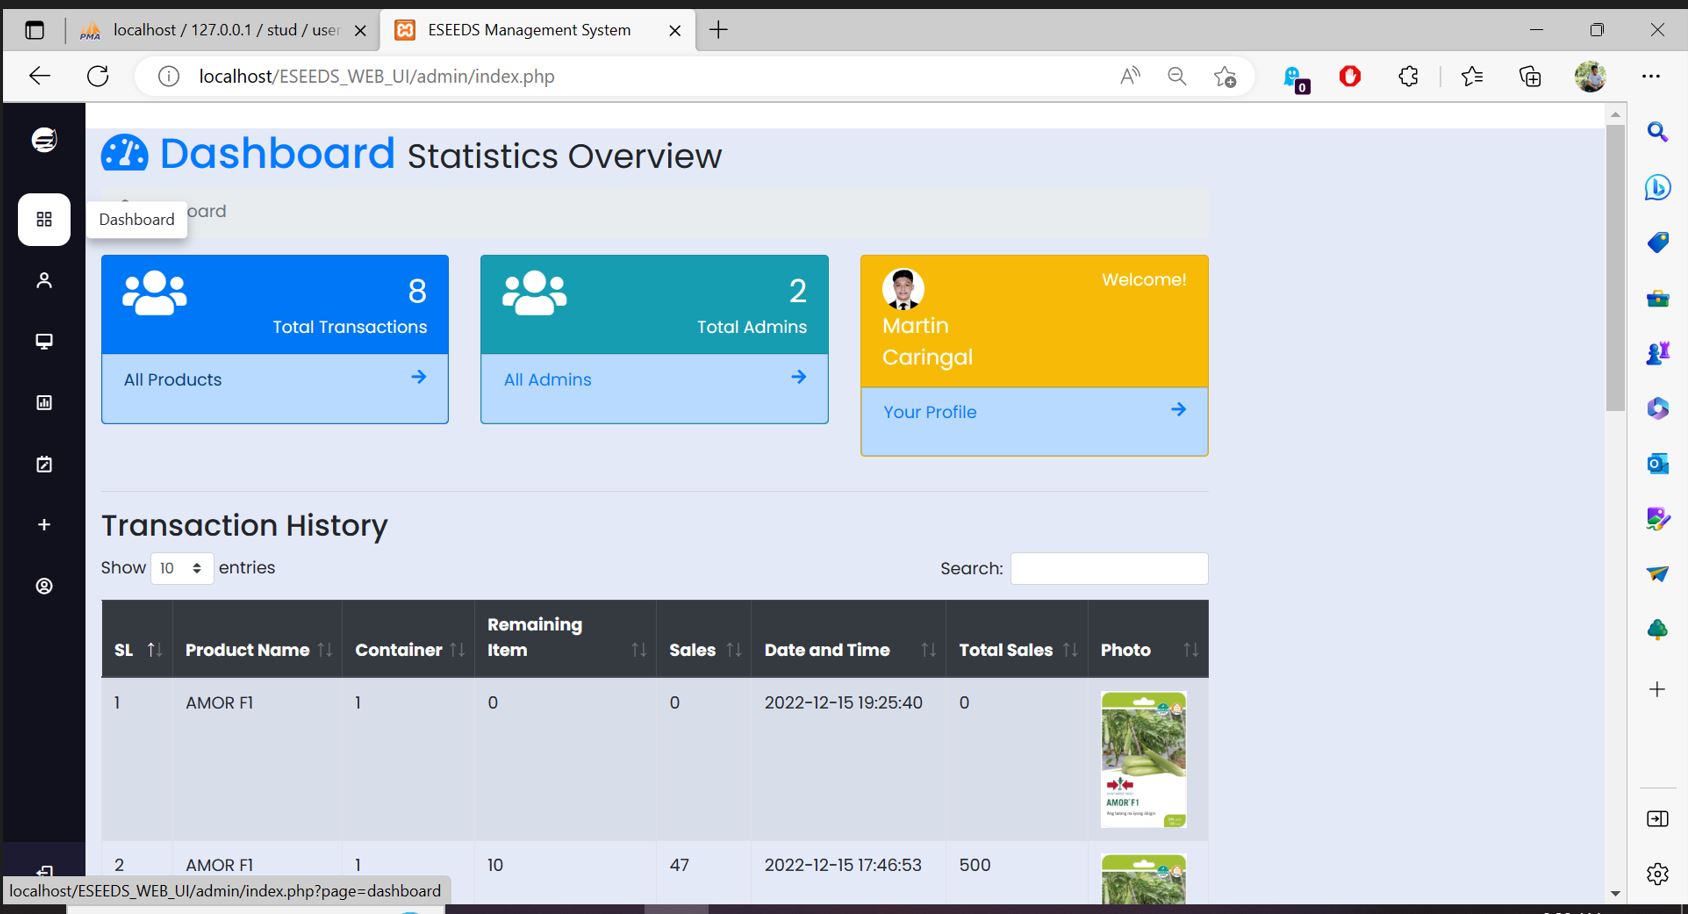 localhost / 127.0.0.1 / stud / user
ESEEDS Management System
localhost/ESEEDS_WEB_UI/admin/index.php
0
Dashboard Statistics Overview
Dashboard
oard
8
Total Transactions
All Products
2
Total Admins
All Admins
Welcome!
Martin
Caringal
Your Profile
Transaction History
Show 10 entries
Search:
SL Product Name Container Remaining Item Sales Date and Time Total Sales Photo
1 AMOR F1 1 0 0 2022-12-15 19:25:40 0
AMOR F1
2 AMOR F1 1 10 47 2022-12-15 17:46:53 500
localhost/ESEEDS_WEB_UI/admin/index.php?page=dashboard